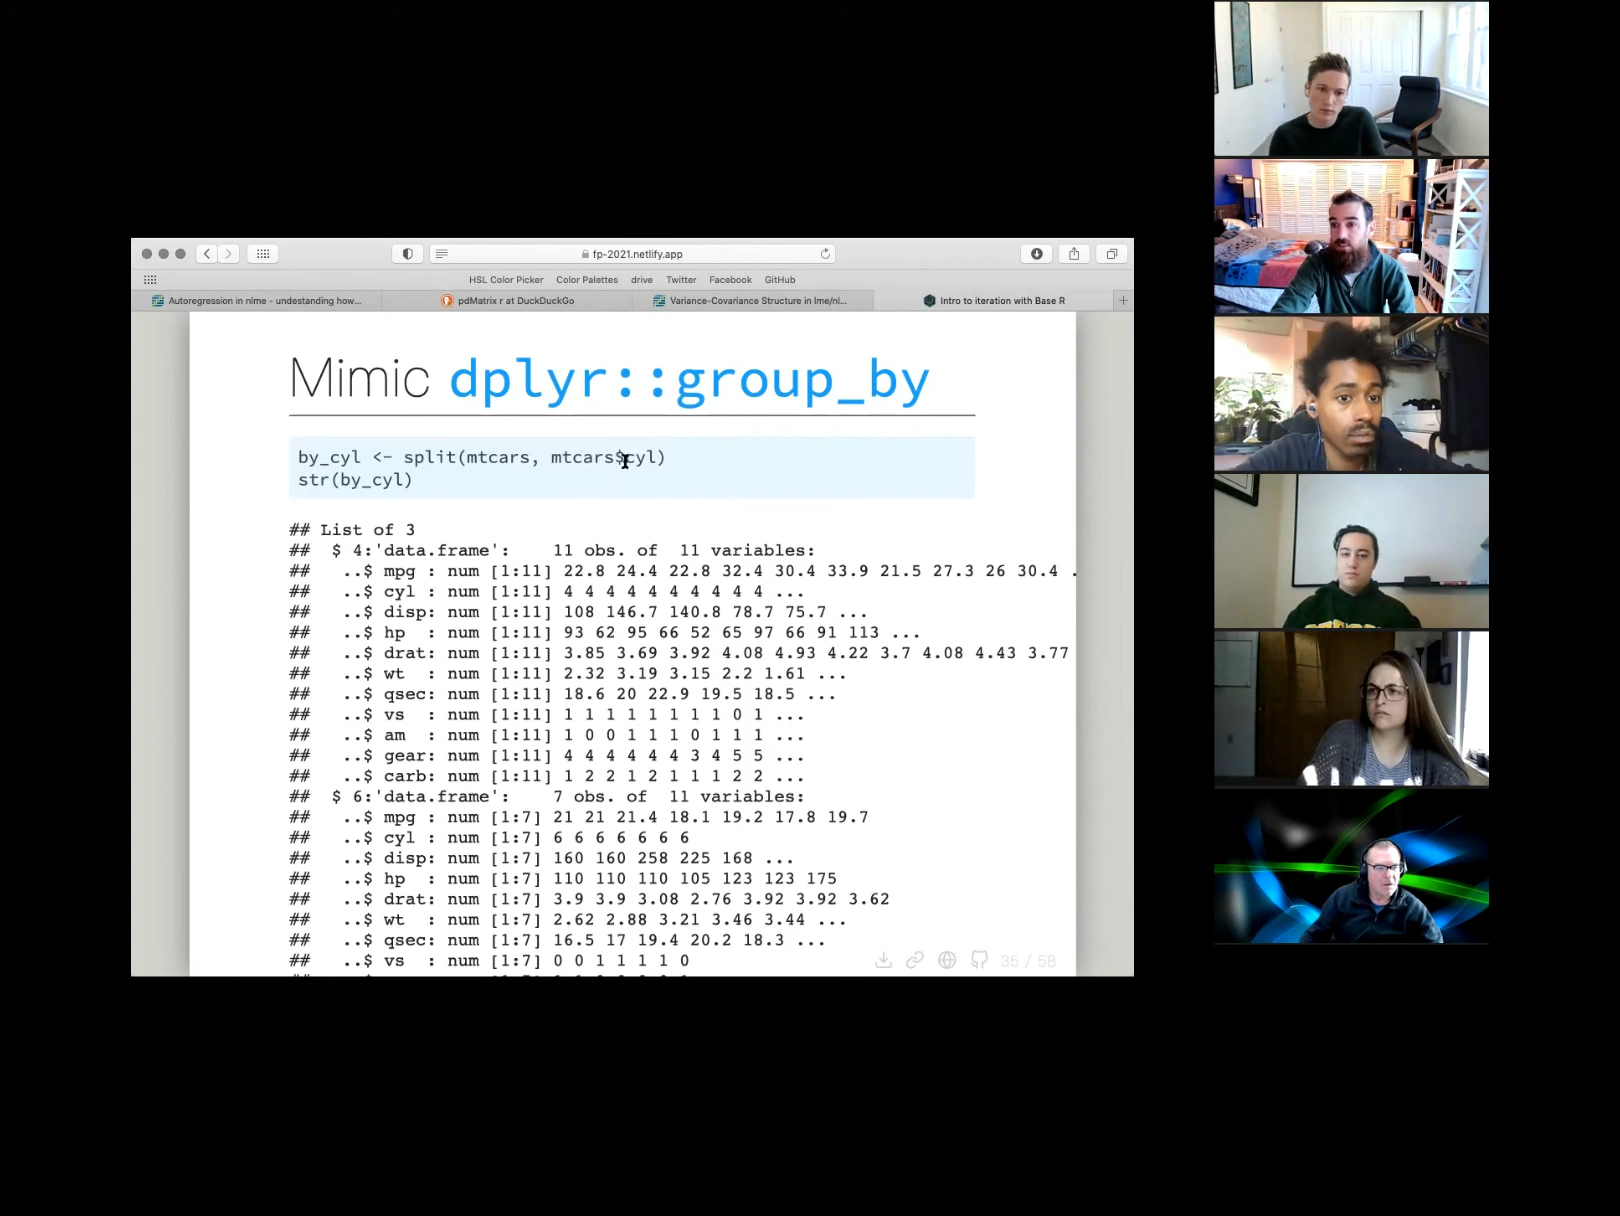 fp-2021.netlify.app
HSL Color Picker Color Palettes drive Twitter Facebook GitHub
Autoregression in nlme - undestanding how... pdMatrix r at DuckDuckGo Variance-Covariance Structure in lme/nl... Intro to iteration with Base R
Mimic dplyr::group_by
by_cyl <- split(mtcars, mtcars$cyl)
str(by_cyl)
## List of 3
## $ 4:'data.frame': 11 obs. of 11 variables:
## ..$ mpg : num [1:11] 22.8 24.4 22.8 32.4 30.4 33.9 21.5 27.3 26 30.4 .
## ..$ cyl : num [1:11] 4 4 4 4 4 4 4 4 4 4 ...
## ..$ disp: num [1:11] 108 146.7 140.8 78.7 75.7 ...
## ..$ hp : num [1:11] 93 62 95 66 52 65 97 66 91 113 ...
## ..$ drat: num [1:11] 3.85 3.69 3.92 4.08 4.93 4.22 3.7 4.08 4.43 3.77
## ..$ wt : num [1:11] 2.32 3.19 3.15 2.2 1.61 ...
## ..$ qsec: num [1:11] 18.6 20 22.9 19.5 18.5 ...
## ..$ vs : num [1:11] 1 1 1 1 1 1 1 1 0 1 ...
## ..$ am : num [1:11] 1 0 0 1 1 1 0 1 1 1 ...
## ..$ gear: num [1:11] 4 4 4 4 4 4 3 4 5 5 ...
## ..$ carb: num [1:11] 1 2 2 1 2 1 1 1 2 2 ...
## $ 6:'data.frame': 7 obs. of 11 variables:
## ..$ mpg : num [1:7] 21 21 21.4 18.1 19.2 17.8 19.7
## ..$ cyl : num [1:7] 6 6 6 6 6 6 6
## ..$ disp: num [1:7] 160 160 258 225 168 ...
## ..$ hp : num [1:7] 110 110 110 105 123 123 175
## ..$ drat: num [1:7] 3.9 3.9 3.08 2.76 3.92 3.92 3.62
## ..$ wt : num [1:7] 2.62 2.88 3.21 3.46 3.44 ...
## ..$ qsec: num [1:7] 16.5 17 19.4 20.2 18.3 ...
## ..$ vs : num [1:7] 0 0 1 1 1 1 0
35 / 58